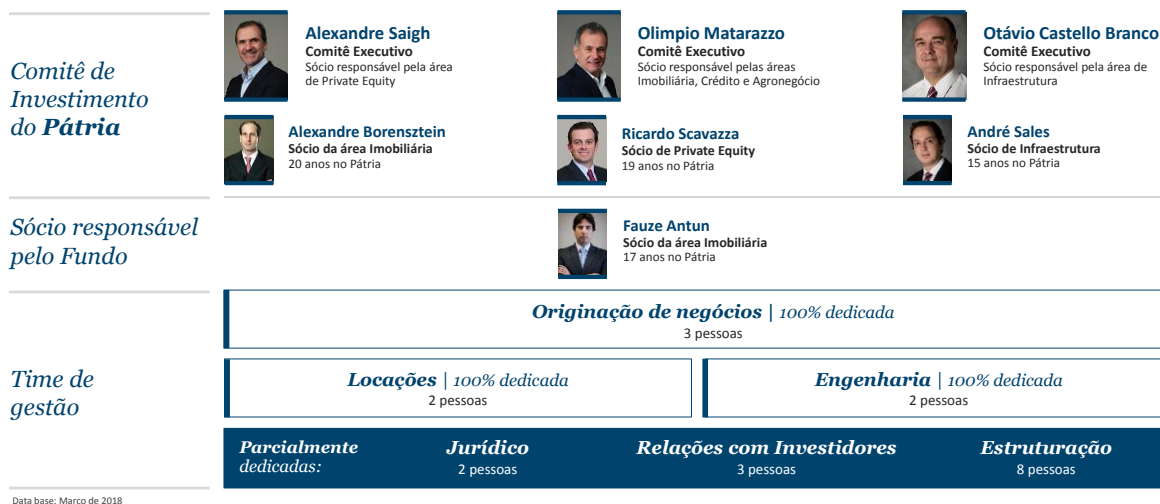 Comitê de
Investimento
do Pátria
Alexandre Saigh
Comitê Executivo
Sócio responsável pela área
de Private Equity
Olimpio Matarazzo
Comitê Executivo
Sócio responsável pelas áreas
Imobiliária, Crédito e Agronegócio
Otávio Castello Branco
Comitê Executivo
Sócio responsável pela área de
Infraestrutura
Alexandre Borensztein
Sócio da área Imobiliária
20 anos no Pátria
Ricardo Scavazza
Sócio de Private Equity
19 anos no Pátria
André Sales
Sócio de Infraestrutura
15 anos no Pátria
Sócio responsável
pelo Fundo
Fauze Antun
Sócio da área Imobiliária
17 anos no Pátria
Time de
gestão
Originação de negócios | 100% dedicada
3 pessoas
Locações | 100% dedicada
2 pessoas
Engenharia | 100% dedicada
2 pessoas
Parcialmente
dedicadas:
Jurídico
2 pessoas
Relações com Investidores
3 pessoas
Estruturação
8 pessoas
Data base: Março de 2018